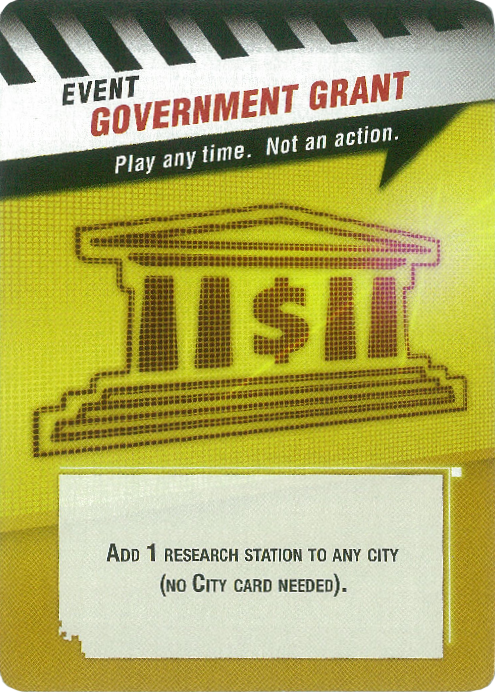 EVENT
GOVERNMENT GRANT
Play any time. Not an action.
$
ADD 1 RESEARCH STATION TO ANY CITY
(NO CITY CARD NEEDED).